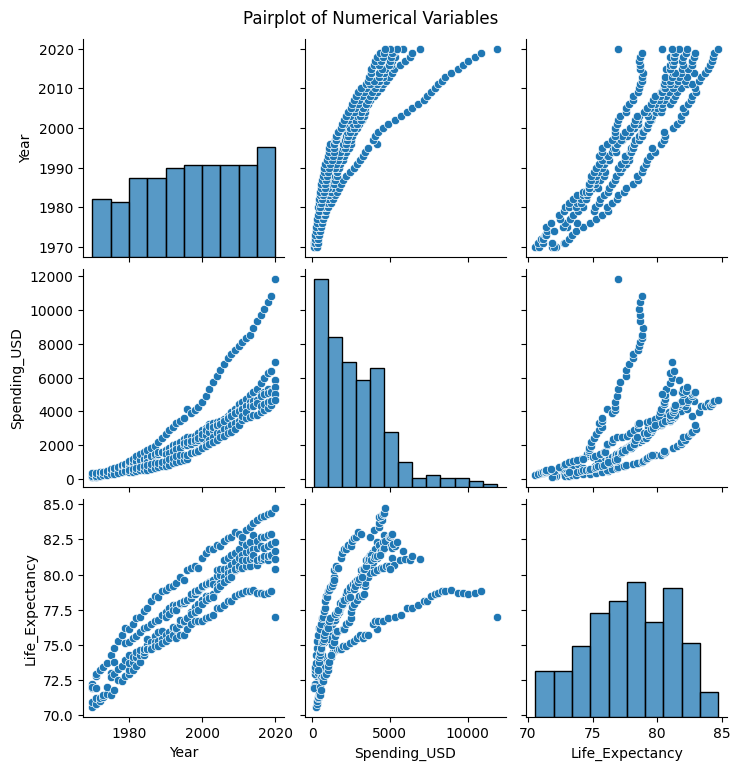 Pairplot of Numerical Variables
2020
2010
2000
1990
1980
1970
Year
12000
10000
8000
6000
4000
2000
0
Spending_USD
85.0
82.5
80.0
77.5
75.0
72.5
70.0
Life_Expectancy
1980 2000 2020
Year
0 5000 10000
Spending_USD
70 75 80 85
Life_Expectancy